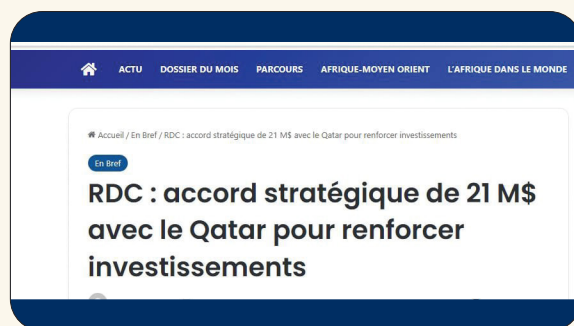 ACTU DOSSIER DU MOIS PARCOURS AFRIQUE-MOYEN ORIENT L'AFRIQUE DANS LE MONDE
Accueil / En Bref / RDC : accord stratégique de 21 M$ avec le Qatar pour renforcer investissements
En Bref
RDC : accord stratégique de 21 M$
avec le Qatar pour renforcer
investissements